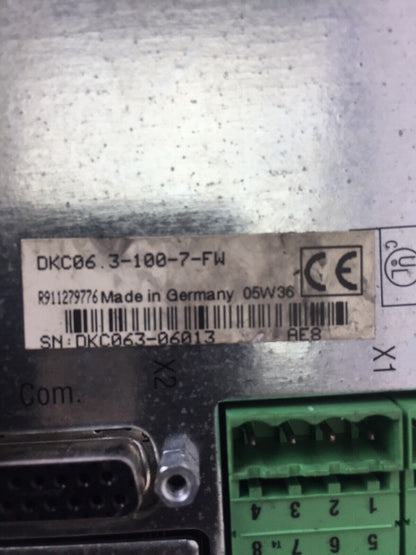 DKC06.3-100-7-FW
CE
UL
R911279776 Made in Germany 05W36
SN:DKC063-06013 AE8
X1
X2
Com.
4 3 2 1
8 7 6 5